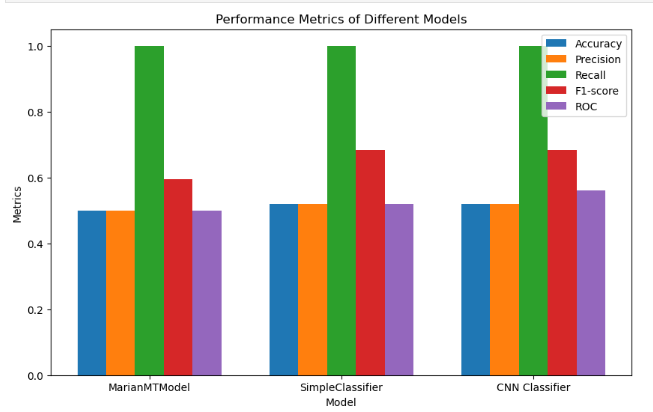 Performance Metrics of Different Models
1.0
0.8
0.6
0.4
0.2
0.0
Metrics
Accuracy
Precision
Recall
F1-score
ROC
MarianMTModel
SimpleClassifier
CNN Classifier
Model